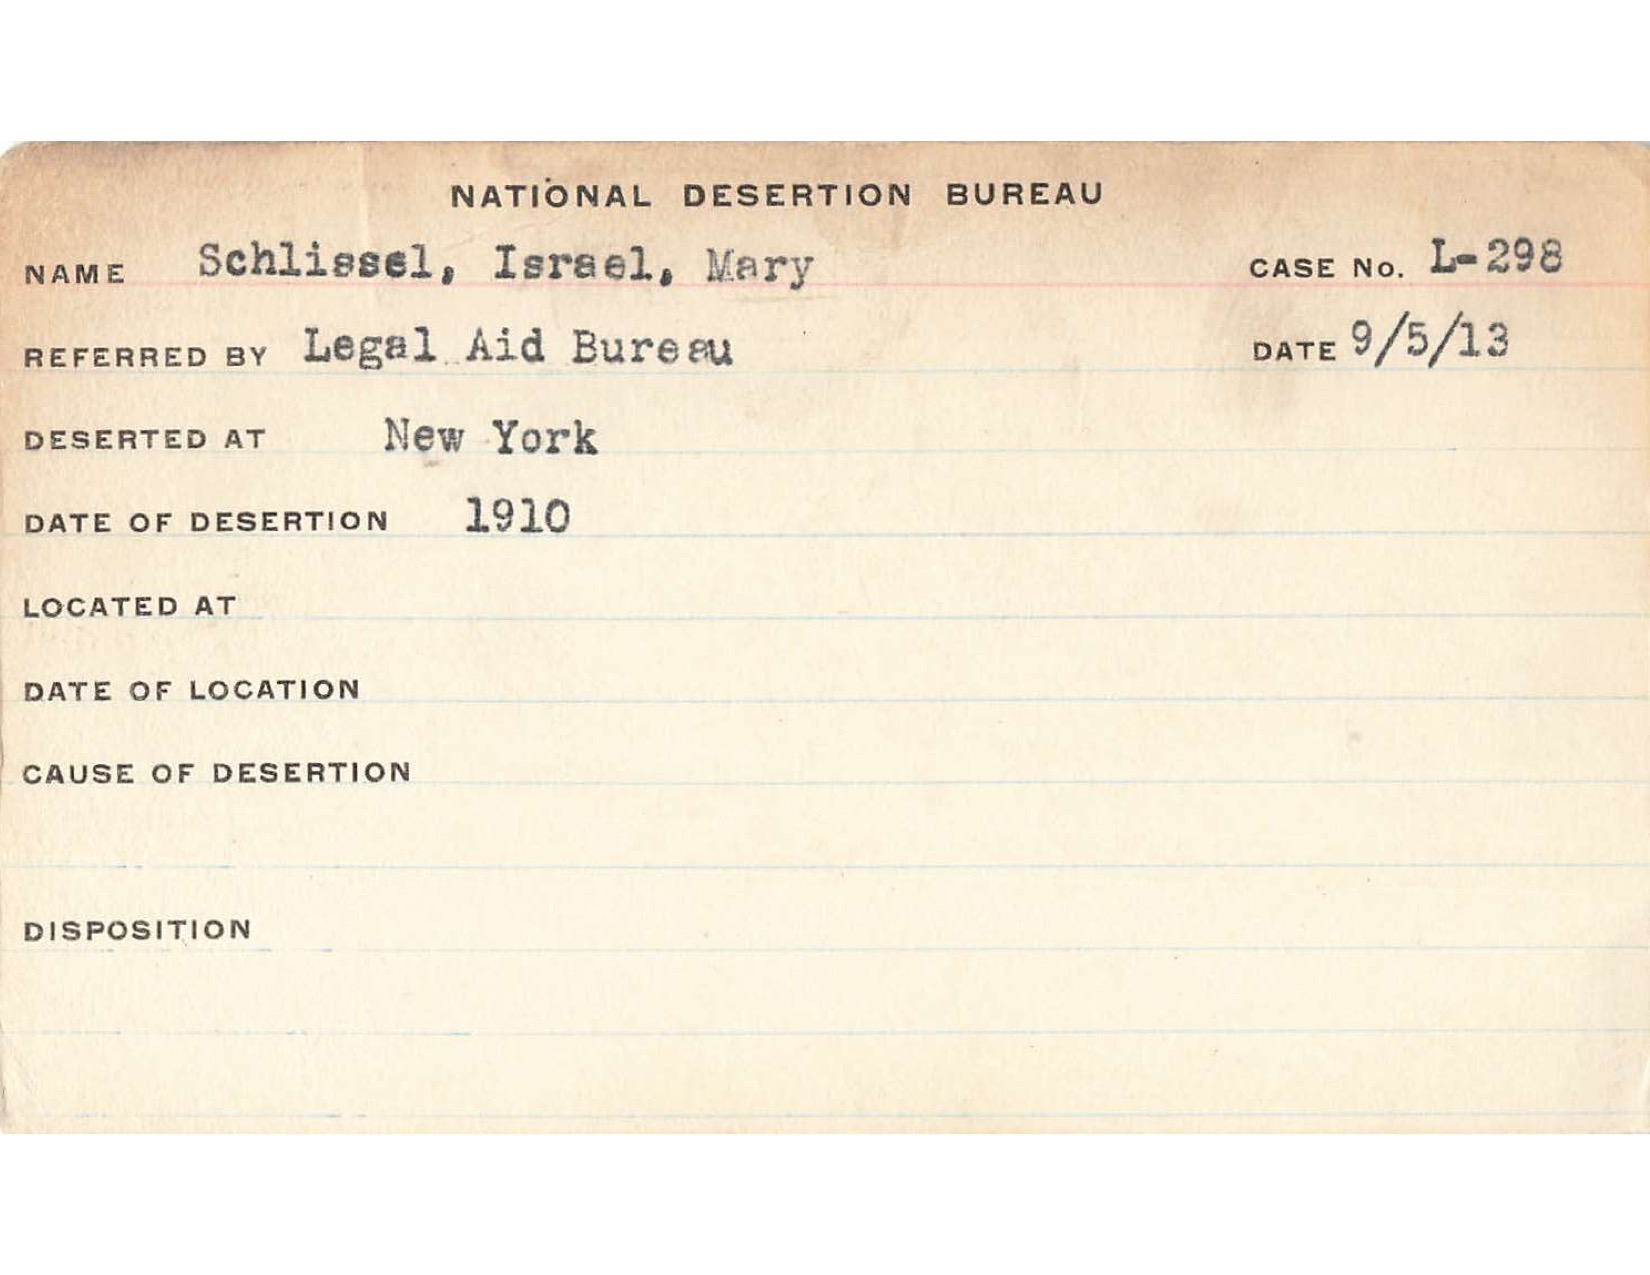 NATIONAL DESERTION BUREAU
NAME Schlissel, Israel, Mary CASE No. L-298
REFERRED BY Legal Aid Bureau DATE 9/5/13
DESERTED AT New York
DATE OF DESERTION 1910
LOCATED AT
DATE OF LOCATION
CAUSE OF DESERTION
DISPOSITION